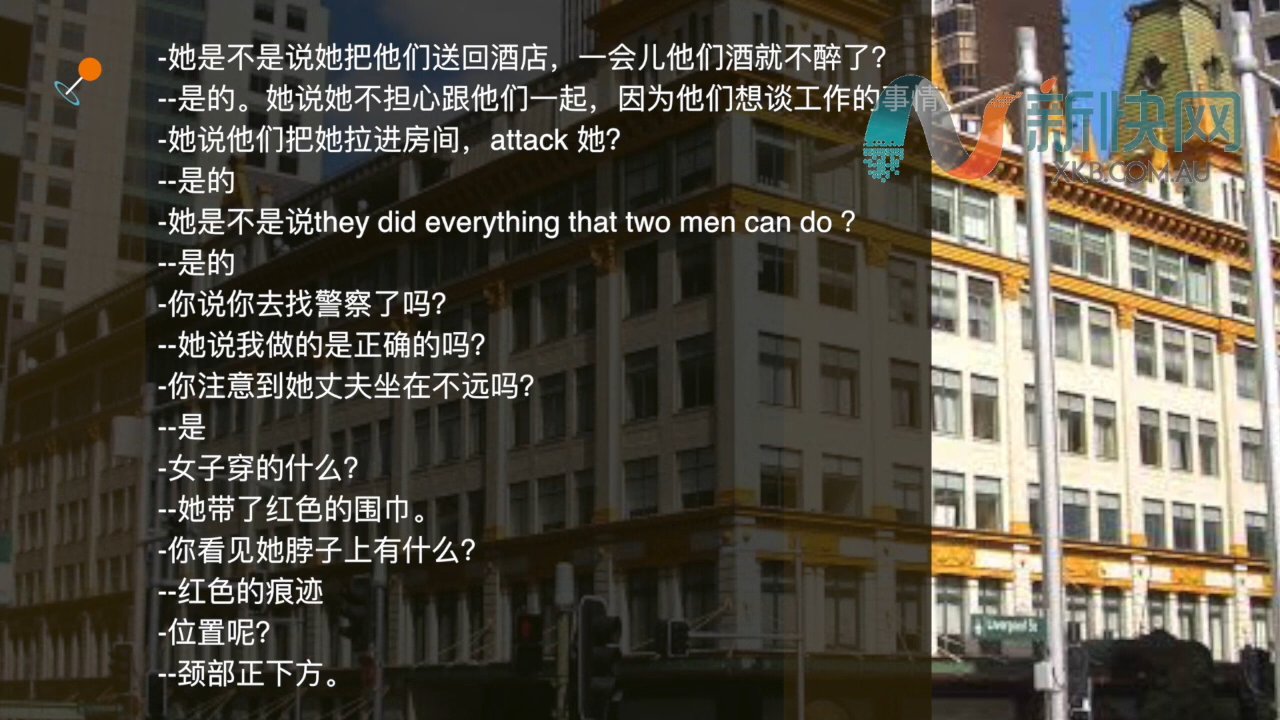 -她是不是说她把他们送回酒店，一会儿他们酒就不醉了？
--是的。她说她不担心跟他们一起，因为他们想谈工作的事情
-她说他们把她拉进房间，attack 她？
--是的
-她是不是说they did everything that two men can do ?
--是的
-你说你去找警察了吗？
--她说我做的是正确的吗？
-你注意到她丈夫坐在不远吗？
--是
-女子穿的什么？
--她带了红色的围巾。
-你看见她脖子上有什么？
--红色的痕迹
-位置呢？
--颈部正下方。
新快网
XKB.COM.AU
Liverpool St